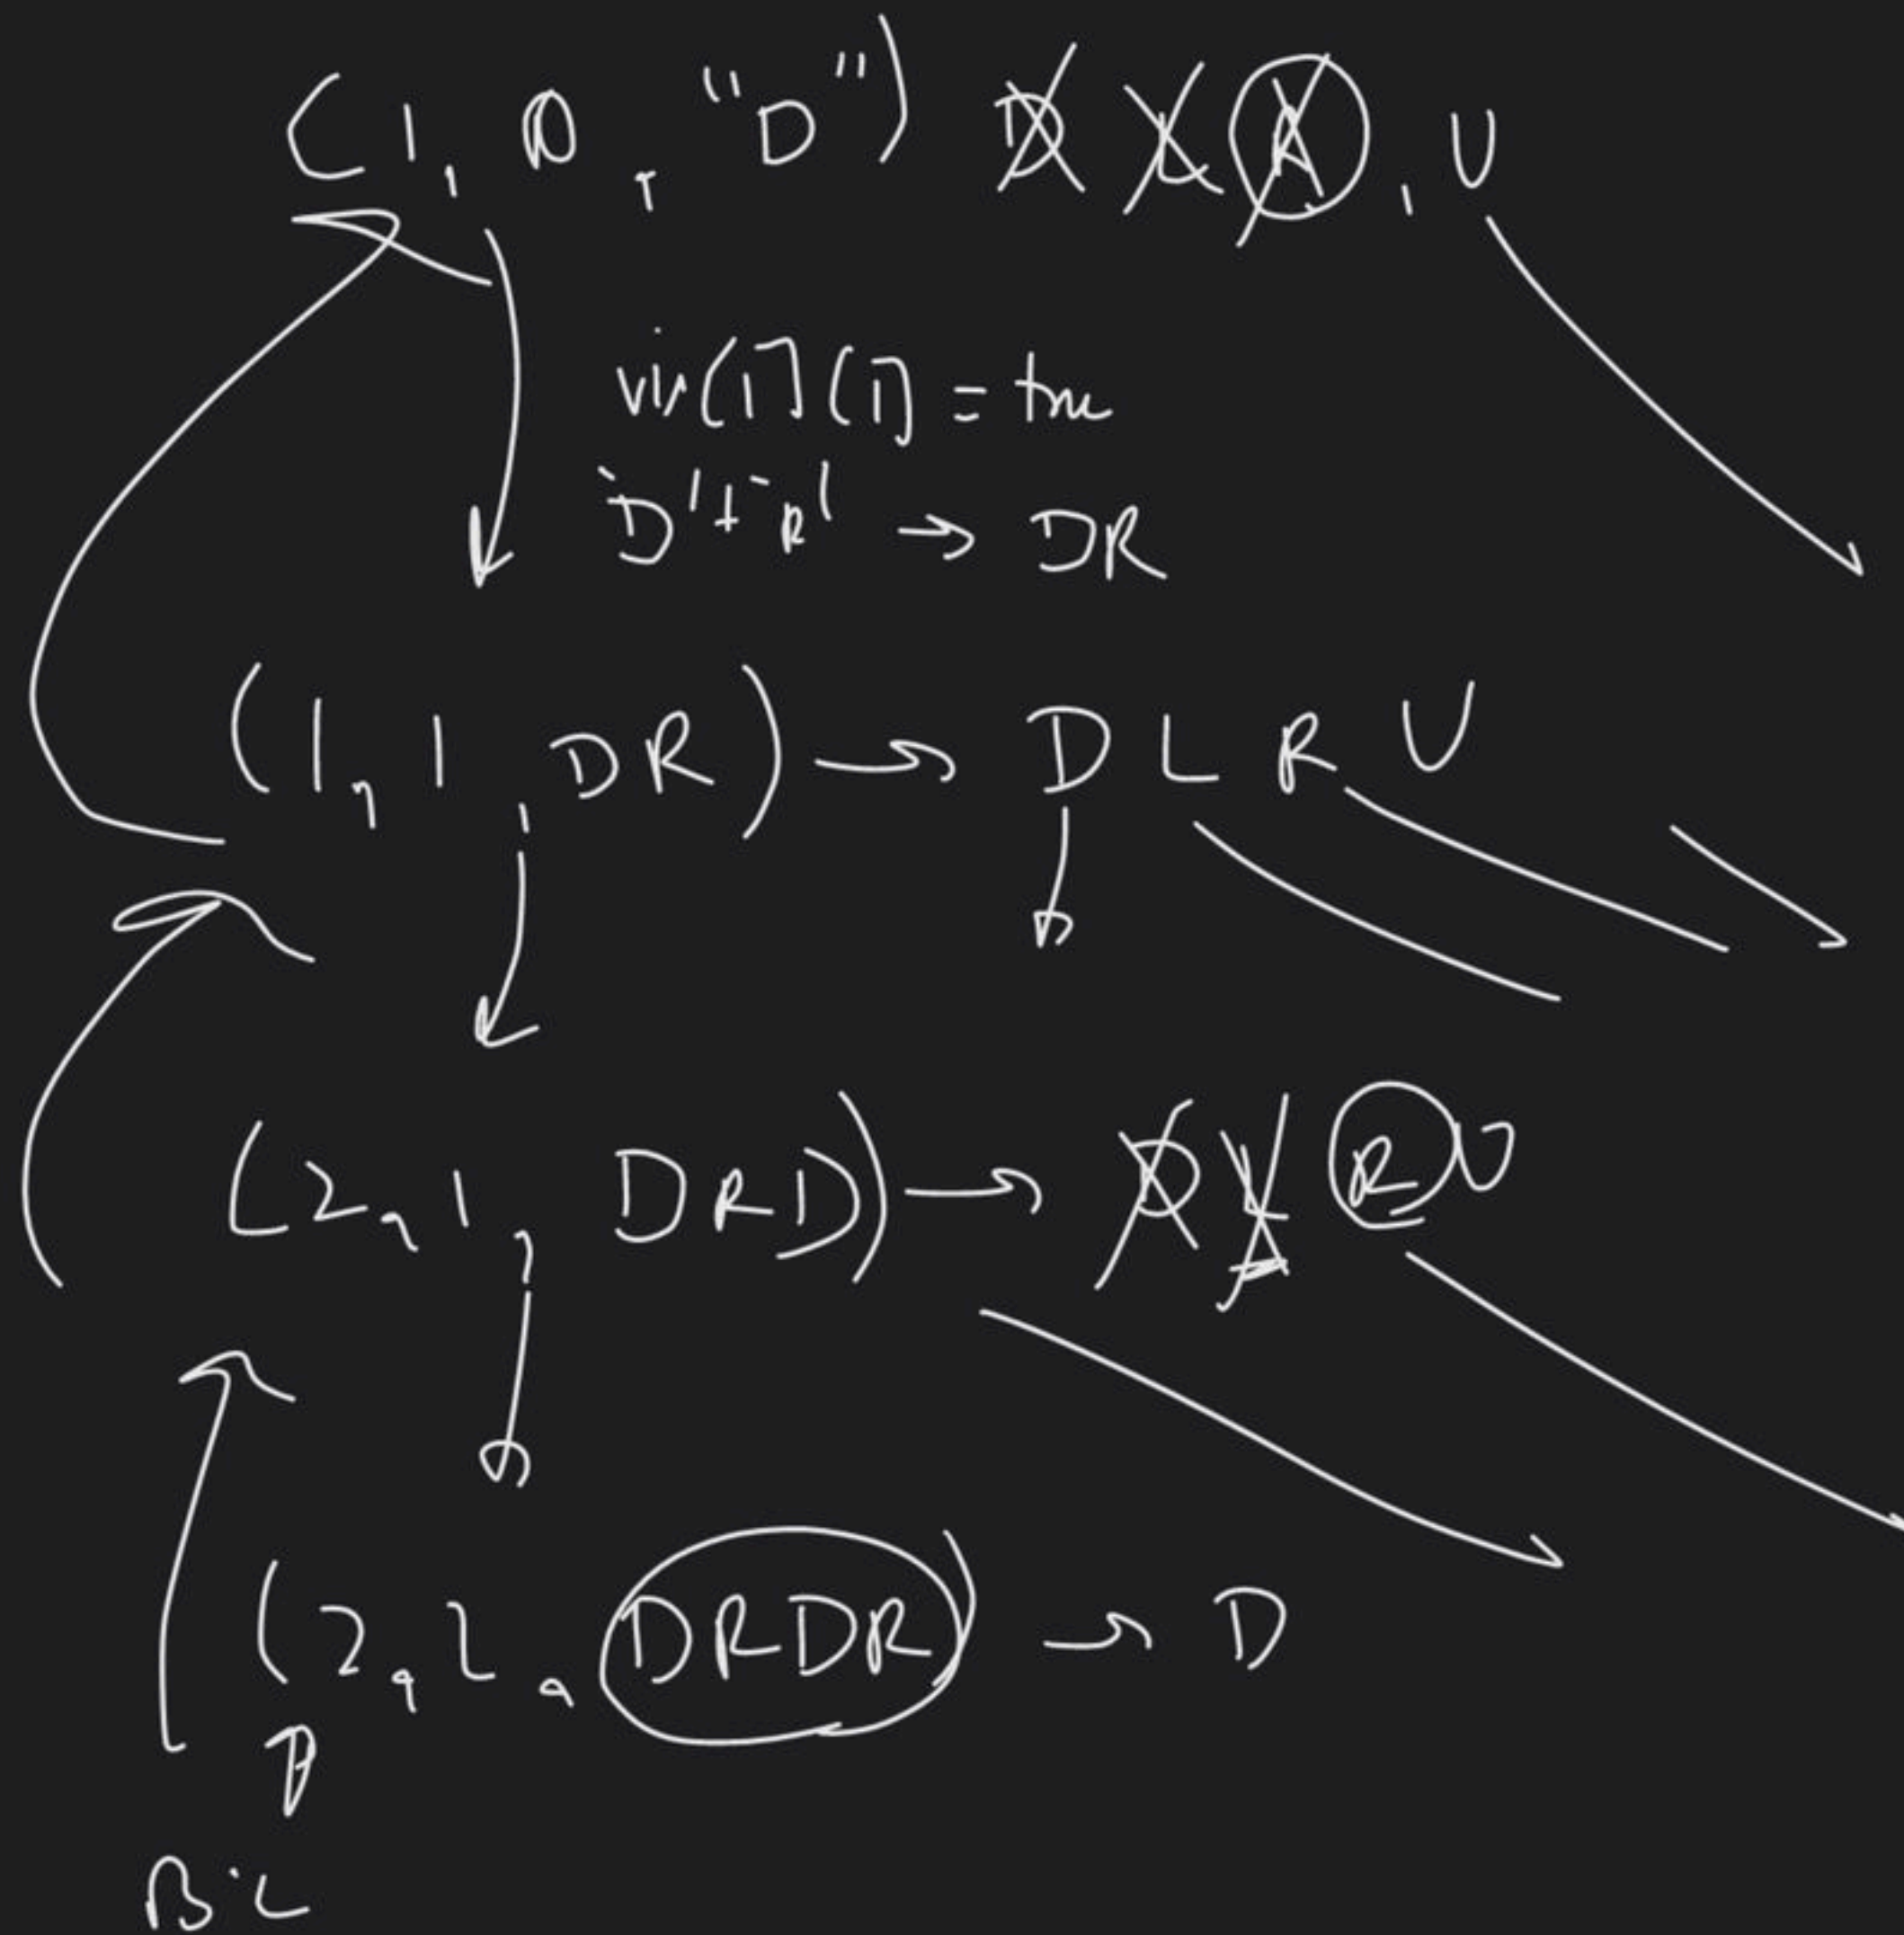 (1, 0, "D") D L R, U
vis[1][1] = true
'D' + 'R' → DR
(1, 1, DR) → D L R U
(2, 1, DRD) → D L R U
(2, 2, DRDR) → D
B.C